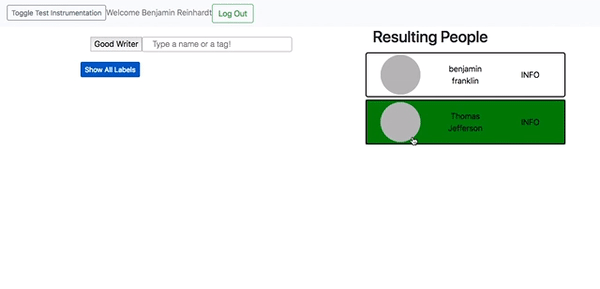 Toggle Test Instrumentation Welcome Benjamin Reinhardt Log Out
Good Writer Type a name or a tag!
Show All Labels
Resulting People
benjamin
franklin
INFO
Thomas
Jefferson
INFO